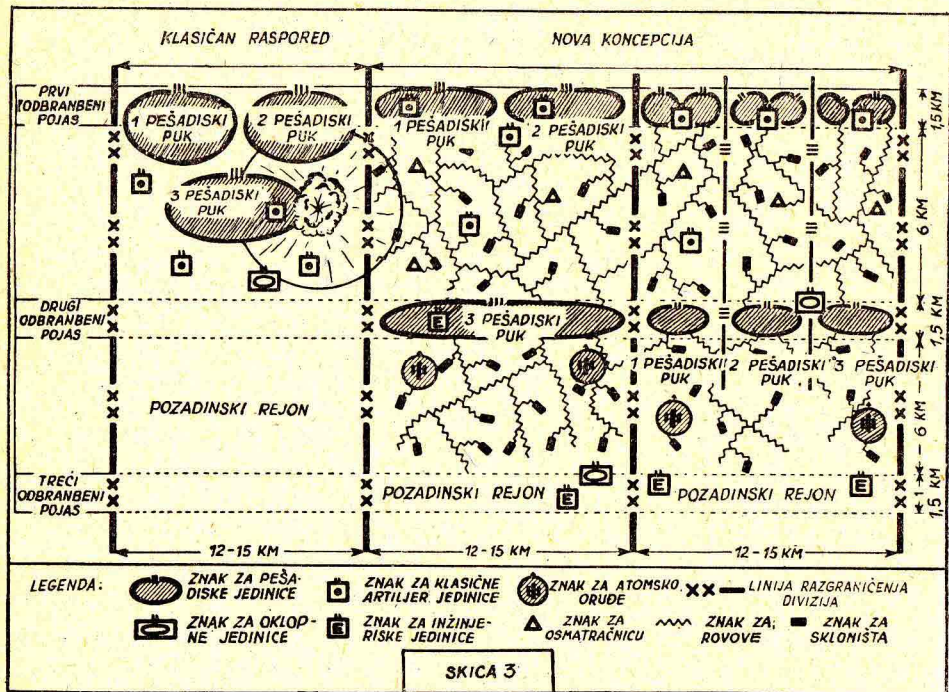 KLASIČAN RASPORED
NOVA KONCEPCIJA
PRVI
ODBRANBENI
POJAS
1 PEŠADISKI
PUK
2 PEŠADISKI
PUK
3 PEŠADISKI
PUK
1 PEŠADISKI
PUK
2 PEŠADISKI
PUK
1,5 KM
6 KM
DRUGI
ODBRANBENI
POJAS
E
3 PEŠADISKI
PUK
1,5 KM
1 PEŠADISKI
PUK
2 PEŠADISKI
PUK
3 PEŠADISKI
PUK
6 KM
POZADINSKI REJON
TREĆI
ODBRANBENI
POJAS
POZADINSKI REJON
E
E
POZADINSKI REJON
E
1,5 KM
12-15 KM
12-15 KM
12-15 KM
LEGENDA:
ZNAK ZA PEŠA-
DISKE JEDINICE
ZNAK ZA KLASIČNE
ARTILJER. JEDINICE
ZNAK ZA ATOMSKO
ORUĐE
LINIJA RAZGRANIČENJA
DIVIZIJA
ZNAK ZA OKLOP-
NE JEDINICE
E
ZNAK ZA INŽINJE-
RISKE JEDINICE
ZNAK ZA
OSMATRAČNICU
ZNAK ZA
ROVOVE
ZNAK ZA
SKLONIŠTA
SKICA 3